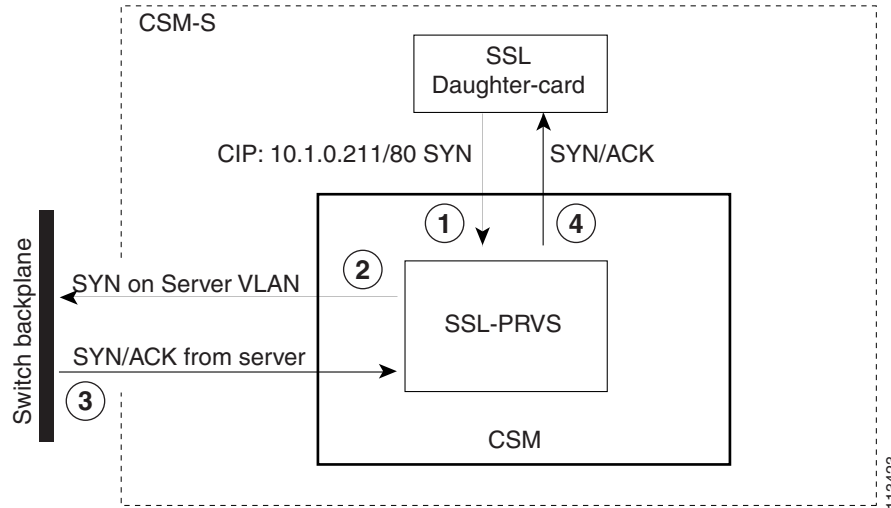 CSM-S
SSL
Daughter-card
CIP: 10.1.0.211/80 SYN
SYN/ACK
1
4
2
SYN on Server VLAN
SSL-PRVS
SYN/ACK from server
3
CSM
Switch backplane